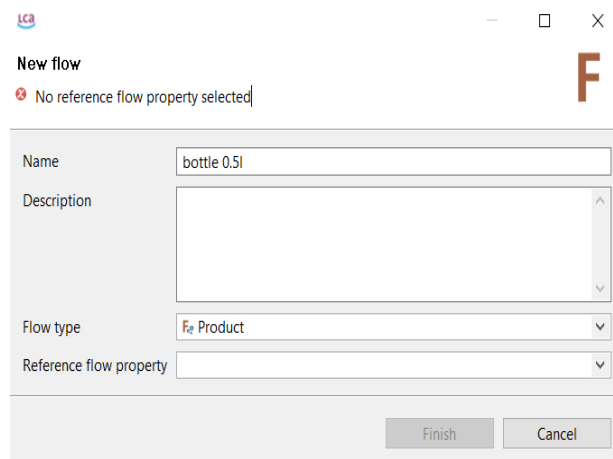 LCA
New flow
No reference flow property selected
Name
bottle 0.5l
Description
Flow type
Product
Reference flow property
Finish
Cancel